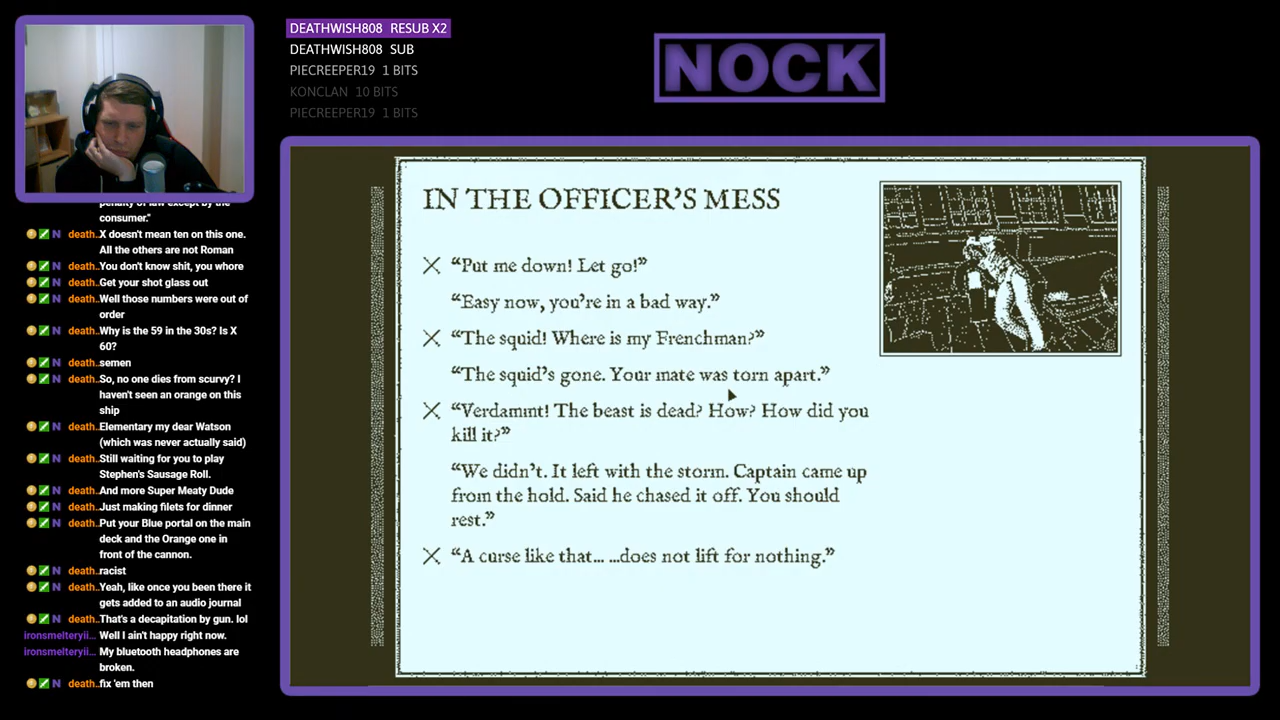 DEATHWISH808 RESUB X2
DEATHWISH808 SUB
PIECREEPER19 1 BITS
KONCLAN 10 BITS
PIECREEPER19 1 BITS
NOCK
penalty of law except by the
consumer."
death..X doesn't mean ten on this one.
All the others are not Roman
death..You don't know shit, you whore
death..Get your shot glass out
death..Well those numbers were out of
order
death..Why is the 59 in the 30s? Is X
60?
death..semen
death..So, no one dies from scurvy? I
haven't seen an orange on this
ship
death..Elementary my dear Watson
(which was never actually said)
death..Still waiting for you to play
Stephen's Sausage Roll.
death..And more Super Meaty Dude
death..Just making filets for dinner
death..Put your Blue portal on the main
deck and the Orange one in
front of the cannon.
death..racist
death..Yeah, like once you been there it
gets added to an audio journal
death..That's a decapitation by gun. lol
ironsmelteryii... Well I ain't happy right now.
ironsmelteryii... My bluetooth headphones are
broken.
death..fix 'em then
IN THE OFFICER'S MESS
X “Put me down! Let go!”
“Easy now, you're in a bad way.”
X “The squid! Where is my Frenchman?”
“The squid's gone. Your mate was torn apart.”
X “Verdammt! The beast is dead? How? How did you
kill it?”
“We didn't. It left with the storm. Captain came up
from the hold. Said he chased it off. You should
rest.”
X “A curse like that... ...does not lift for nothing.”